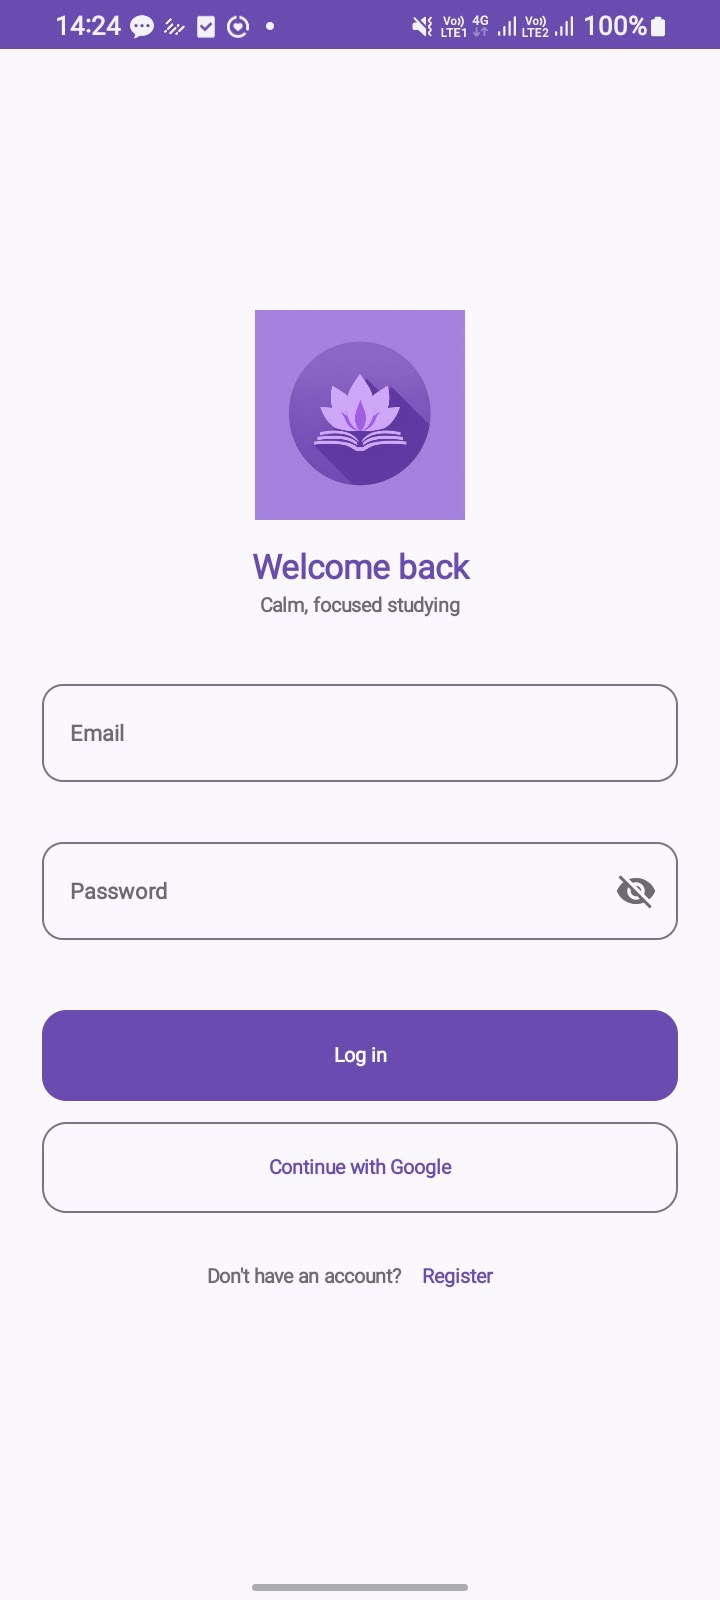 14:24 Vo)) LTE1 4G Vo)) LTE2 100%
Welcome back
Calm, focused studying
Email
Password
Log in
Continue with Google
Don't have an account? Register